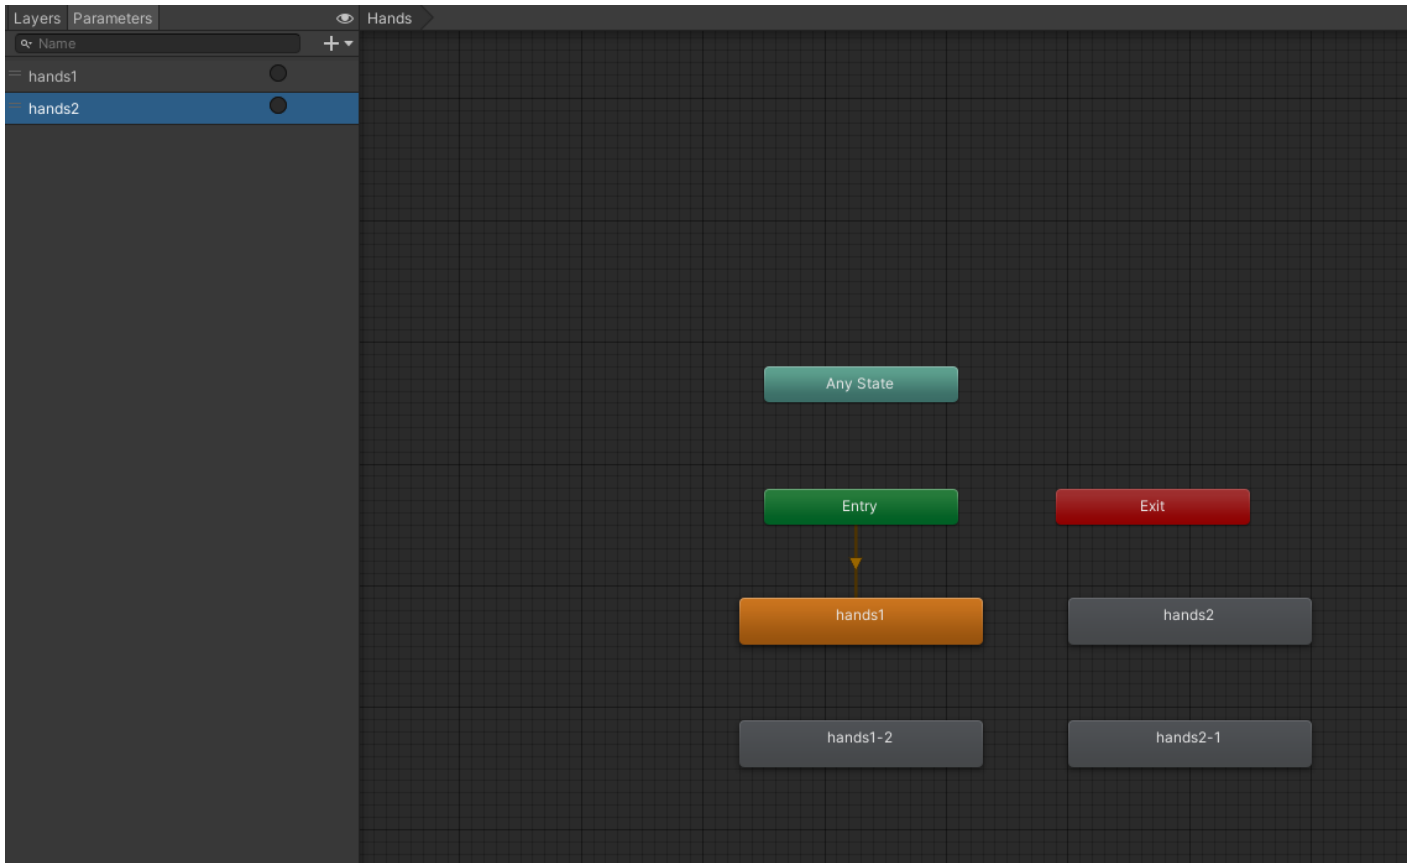 Layers Parameters
Hands
Name
hands1
hands2
Any State
Entry
Exit
hands1
hands2
hands1-2
hands2-1